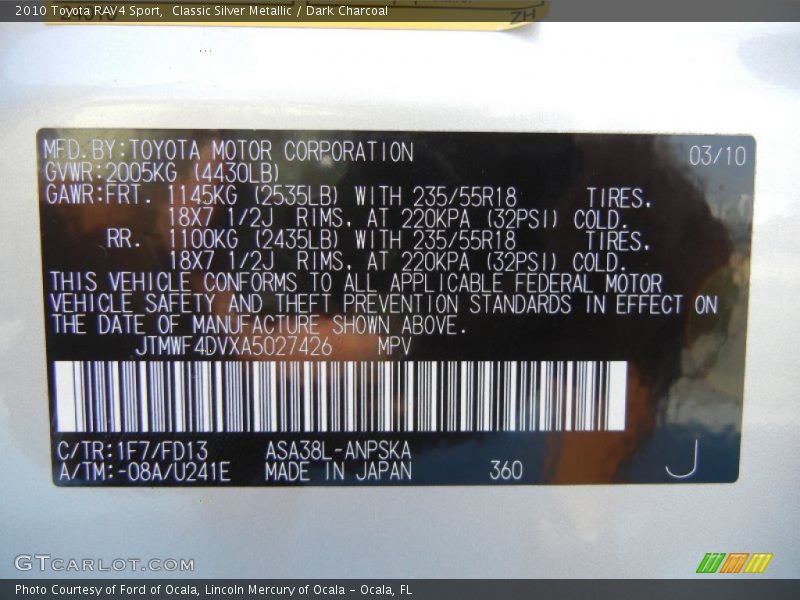 2010 Toyota RAV4 Sport,  Classic Silver Metallic / Dark Charcoal
ZH
MFD.BY:TOYOTA MOTOR CORPORATION 03/10
GVWR:2005KG (4430LB)
GAWR:FRT. 1145KG (2535LB) WITH 235/55R18 TIRES.
18X7 1/2J RIMS, AT 220KPA (32PSI) COLD.
RR. 1100KG (2435LB) WITH 235/55R18 TIRES.
18X7 1/2J RIMS, AT 220KPA (32PSI) COLD.
THIS VEHICLE CONFORMS TO ALL APPLICABLE FEDERAL MOTOR
VEHICLE SAFETY AND THEFT PREVENTION STANDARDS IN EFFECT ON
THE DATE OF MANUFACTURE SHOWN ABOVE.
JTMWF4DVXA5027426 MPV
C/TR:1F7/FD13 ASA38L-ANPSKA
A/TM:-08A/U241E MADE IN JAPAN 360 J
GTCARLOT.COM
Photo Courtesy of Ford of Ocala, Lincoln Mercury of Ocala - Ocala, FL